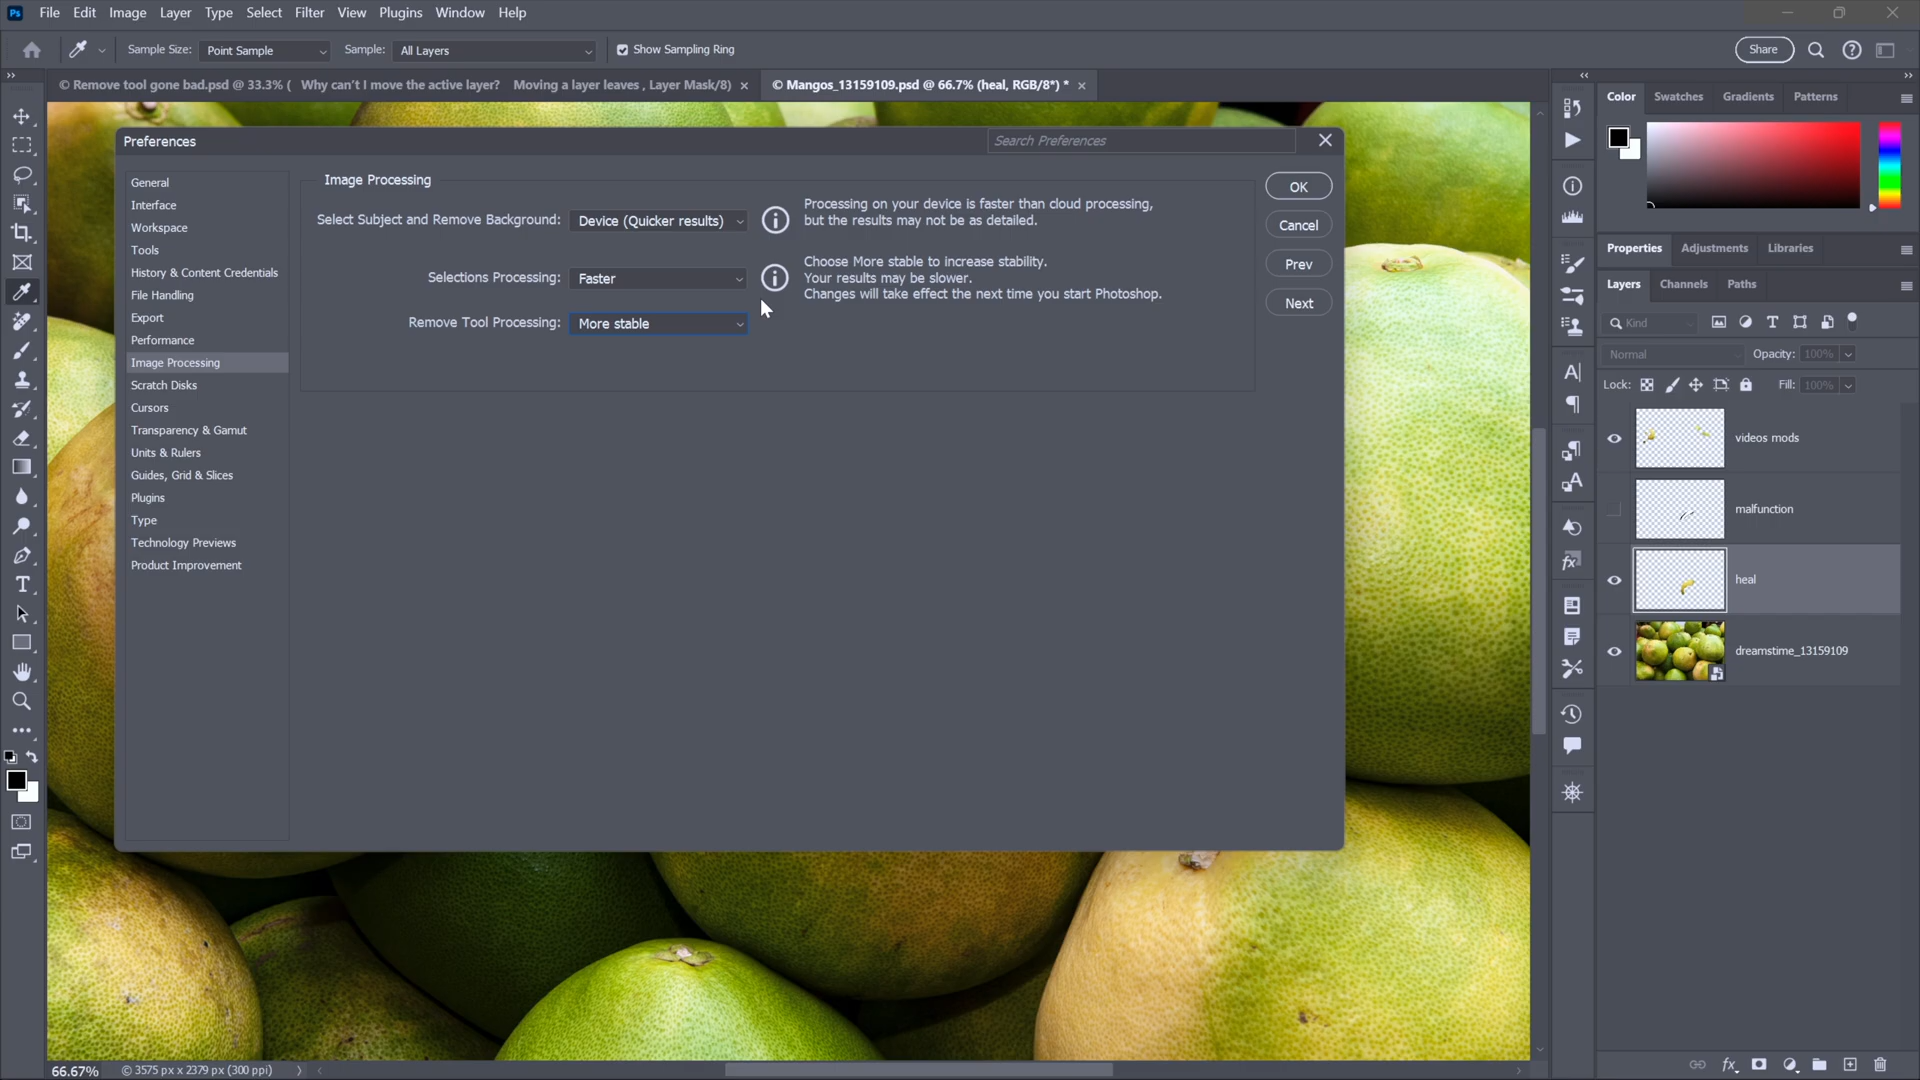 Ps File Edit Image Layer Type Select Filter View Plugins Window Help
Sample Size: Point Sample Sample: All Layers Show Sampling Ring Share
© Remove tool gone bad.psd @ 33.3% ( Why can't I move the active layer? Moving a layer leaves , Layer Mask/8) × © Mangos_13159109.psd @ 66.7% (heal, RGB/8*) * ×
Preferences
Search Preferences
General
Interface
Workspace
Tools
History & Content Credentials
File Handling
Export
Performance
Image Processing
Scratch Disks
Cursors
Transparency & Gamut
Units & Rulers
Guides, Grid & Slices
Plugins
Type
Technology Previews
Product Improvement
Image Processing
Select Subject and Remove Background: Device (Quicker results)
Processing on your device is faster than cloud processing,
but the results may not be as detailed.
Selections Processing: Faster
Choose More stable to increase stability.
Your results may be slower.
Changes will take effect the next time you start Photoshop.
Remove Tool Processing: More stable
OK
Cancel
Prev
Next
Color Swatches Gradients Patterns
Properties Adjustments Libraries
Layers Channels Paths
Kind
Normal Opacity: 100%
Lock: Fill: 100%
videos mods
malfunction
heal
dreamstime_13159109
66.67% © 3575 px x 2379 px (300 ppi)